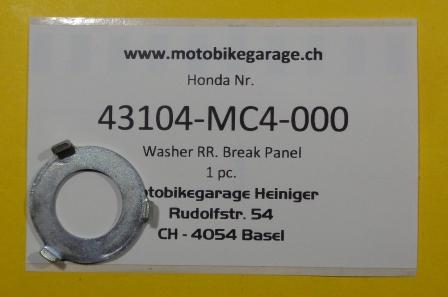 www.motobikegarage.ch
Honda Nr.
43104-MC4-000
Washer RR. Break Panel
1 pc.
otobikegarage Heiniger
Rudolfstr. 54
CH - 4054 Basel